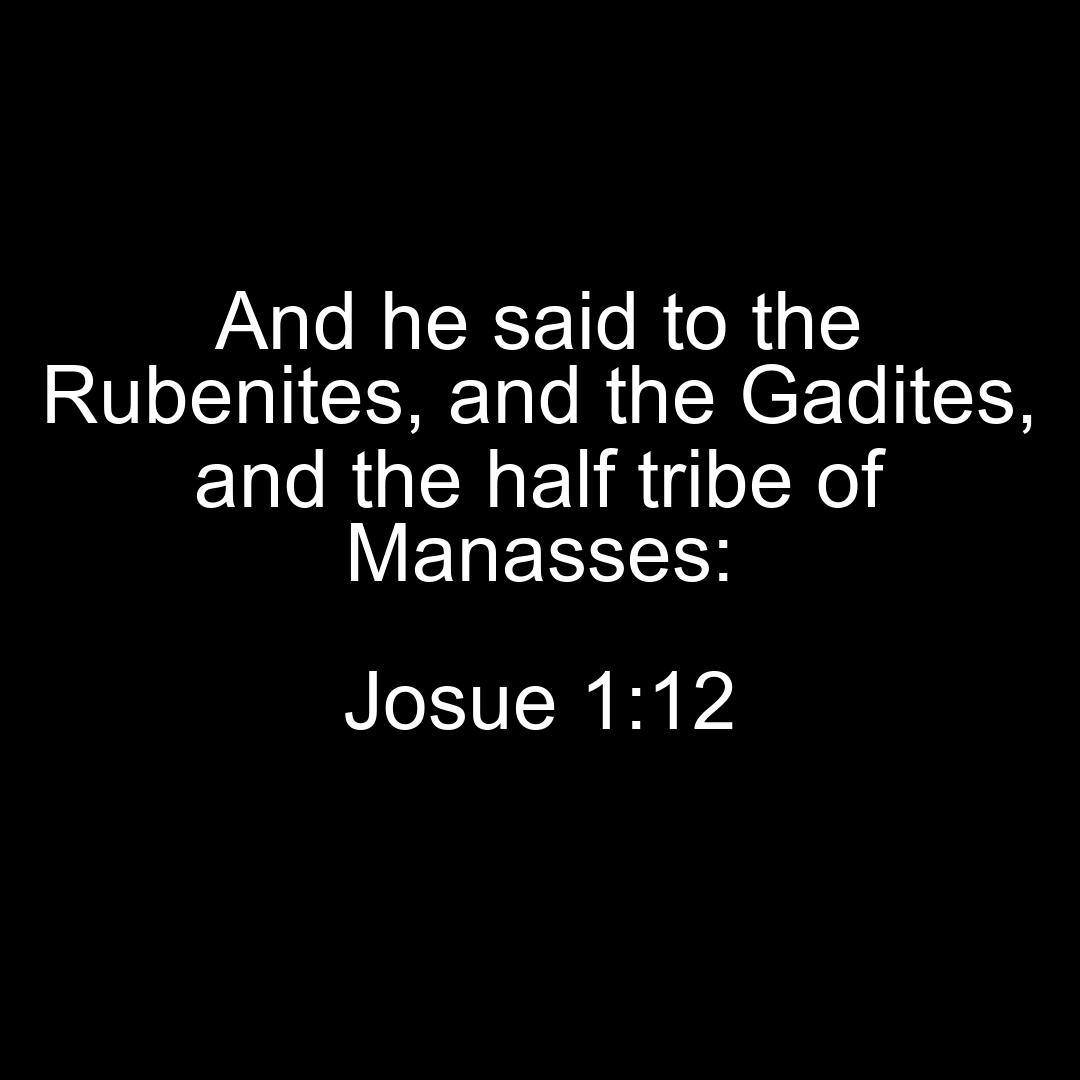 And he said to the
Rubenites, and the Gadites,
and the half tribe of
Manasses:
Josue 1:12